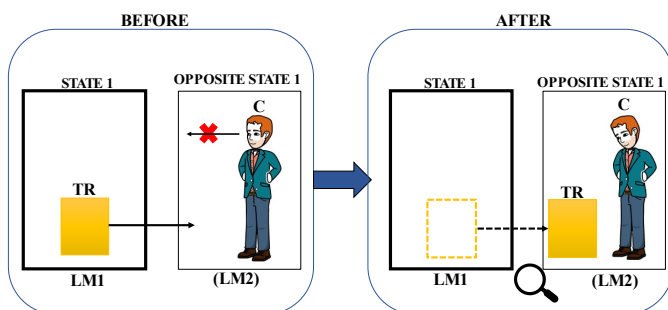 BEFORE
STATE 1
OPPOSITE STATE 1
C
TR
LM1
(LM2)
AFTER
STATE 1
OPPOSITE STATE 1
C
TR
LM1
(LM2)